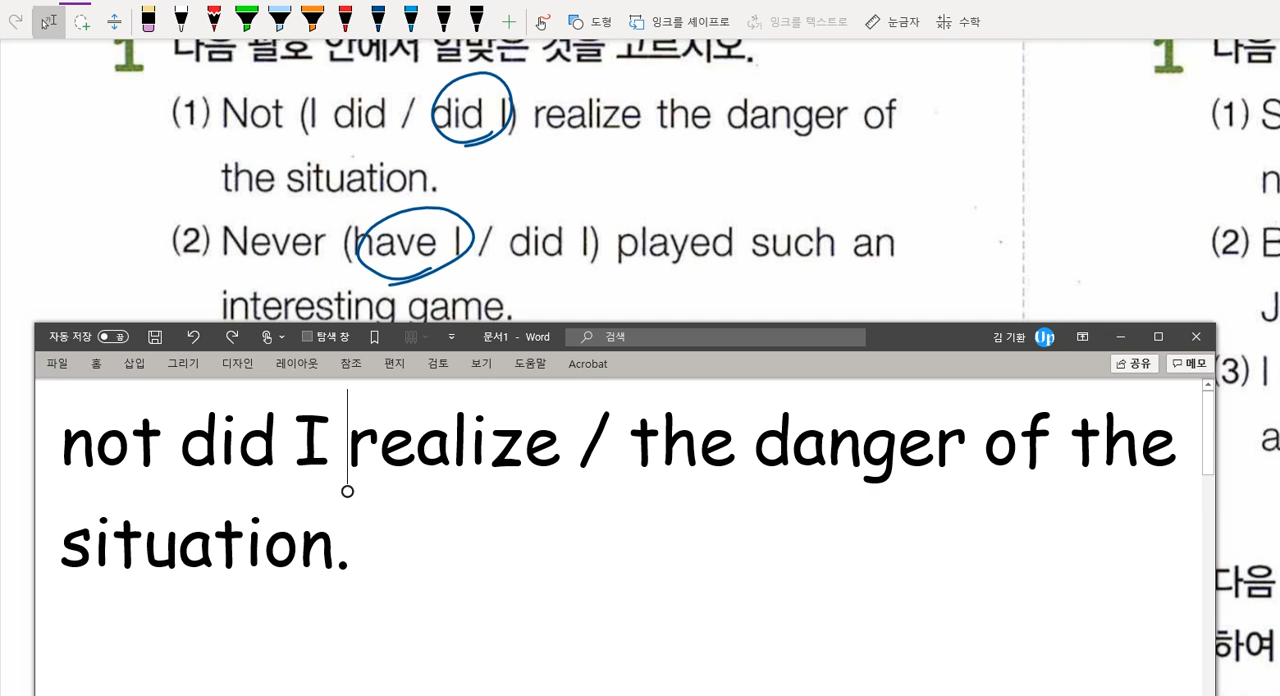 도형 잉크를 셰이프로 잉크를 텍스트로 눈금자 수학
1 다음 괄호 안에서 알맞은 것을 고르시오.
(1) Not (I did / did I) realize the danger of
the situation.
(2) Never (have I / did I) played such an
interesting game.
1 다음
(1) S
n
(2) B
J
(3) I
a
다음
하여
자동 저장 끔 탐색 창 문서1 - Word 검색 김 기환 Up
파일 홈 삽입 그리기 디자인 레이아웃 참조 편지 검토 보기 도움말 Acrobat 공유 메모
not did I realize / the danger of the
situation.